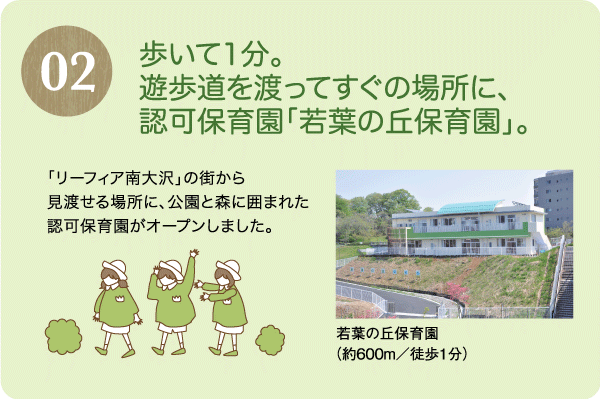 02
歩いて1分。
遊歩道を渡ってすぐの場所に、
認可保育園「若葉の丘保育園」。
「リーフィア南大沢」の街から
見渡せる場所に、公園と森に囲まれた
認可保育園がオープンしました。
若葉の丘保育園
（約600m／徒歩1分）